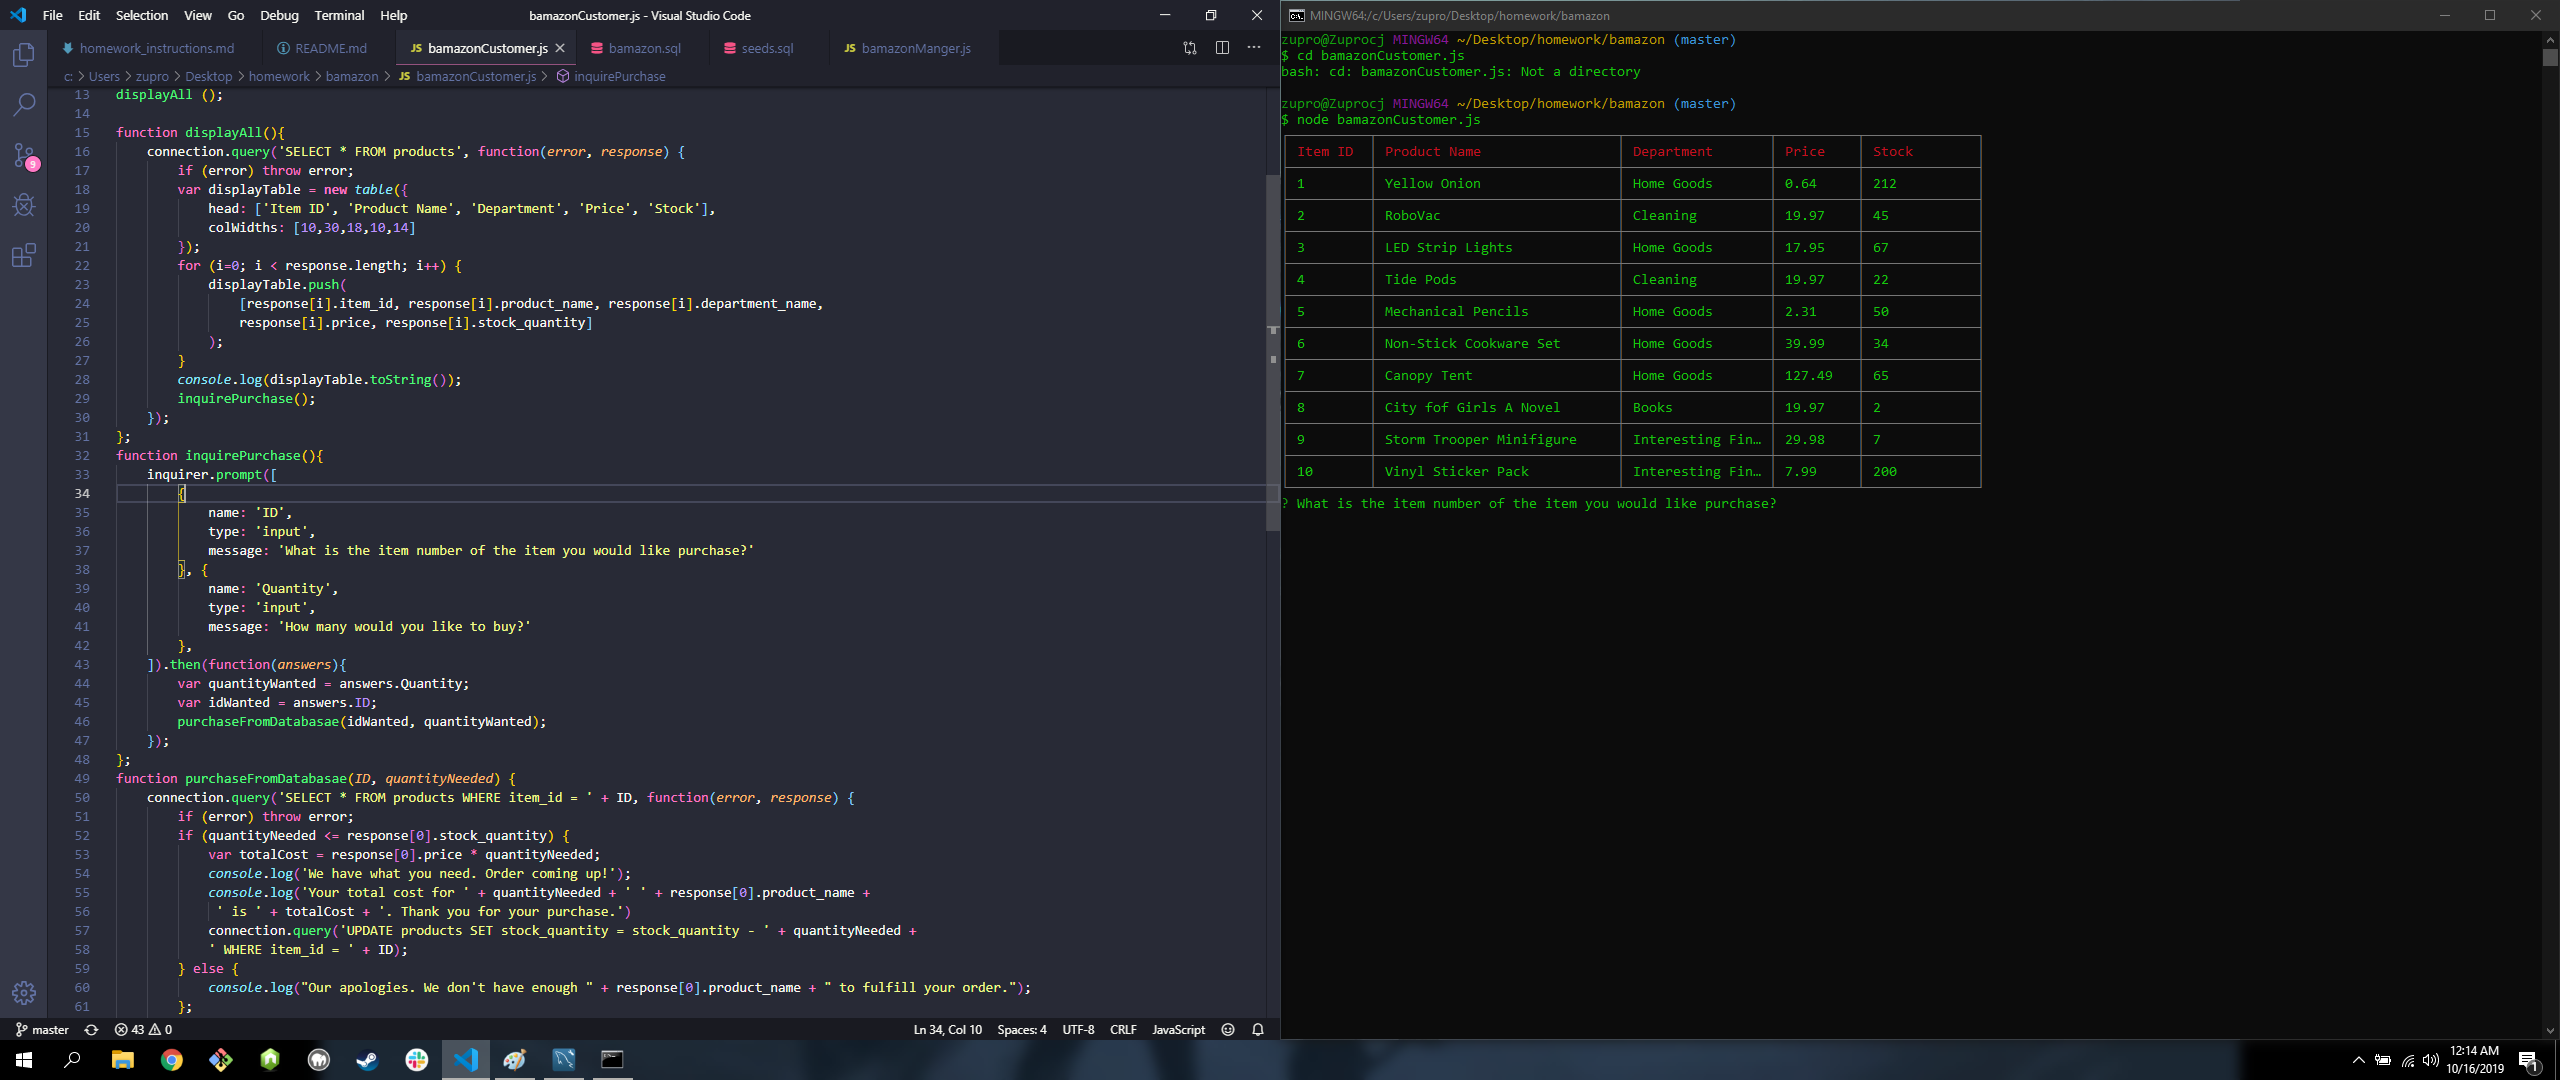 File Edit Selection View Go Debug Terminal Help bamazonCustomer.js - Visual Studio Code
homework_instructions.md README.md JS bamazonCustomer.js bamazon.sql seeds.sql JS bamazonManger.js
c: > Users > zupro > Desktop > homework > bamazon > JS bamazonCustomer.js > inquirePurchase
13 displayAll ();
14
15 function displayAll(){
16 connection.query('SELECT * FROM products', function(error, response) {
17 if (error) throw error;
18 var displayTable = new table({
19 head: ['Item ID', 'Product Name', 'Department', 'Price', 'Stock'],
20 colWidths: [10,30,18,10,14]
21 });
22 for (i=0; i < response.length; i++) {
23 displayTable.push(
24 [response[i].item_id, response[i].product_name, response[i].department_name,
25 response[i].price, response[i].stock_quantity]
26 );
27 }
28 console.log(displayTable.toString());
29 inquirePurchase();
30 });
31 };
32 function inquirePurchase(){
33 inquirer.prompt([
34 {
35 name: 'ID',
36 type: 'input',
37 message: 'What is the item number of the item you would like purchase?'
38 }, {
39 name: 'Quantity',
40 type: 'input',
41 message: 'How many would you like to buy?'
42 },
43 ]).then(function(answers){
44 var quantityWanted = answers.Quantity;
45 var idWanted = answers.ID;
46 purchaseFromDatabasae(idWanted, quantityWanted);
47 });
48 };
49 function purchaseFromDatabasae(ID, quantityNeeded) {
50 connection.query('SELECT * FROM products WHERE item_id = ' + ID, function(error, response) {
51 if (error) throw error;
52 if (quantityNeeded <= response[0].stock_quantity) {
53 var totalCost = response[0].price * quantityNeeded;
54 console.log('We have what you need. Order coming up!');
55 console.log('Your total cost for ' + quantityNeeded + ' ' + response[0].product_name +
56 ' is ' + totalCost + '. Thank you for your purchase.')
57 connection.query('UPDATE products SET stock_quantity = stock_quantity - ' + quantityNeeded +
58 ' WHERE item_id = ' + ID);
59 } else {
60 console.log("Our apologies. We don't have enough " + response[0].product_name + " to fulfill your order.");
61 };
9
master 43 0 Ln 34, Col 10 Spaces: 4 UTF-8 CRLF JavaScript
MINGW64:/c/Users/zupro/Desktop/homework/bamazon
zupro@Zuprocj MINGW64 ~/Desktop/homework/bamazon (master)
$ cd bamazonCustomer.js
bash: cd: bamazonCustomer.js: Not a directory
zupro@Zuprocj MINGW64 ~/Desktop/homework/bamazon (master)
$ node bamazonCustomer.js
Item ID Product Name Department Price Stock
1 Yellow Onion Home Goods 0.64 212
2 RoboVac Cleaning 19.97 45
3 LED Strip Lights Home Goods 17.95 67
4 Tide Pods Cleaning 19.97 22
5 Mechanical Pencils Home Goods 2.31 50
6 Non-Stick Cookware Set Home Goods 39.99 34
7 Canopy Tent Home Goods 127.49 65
8 City fof Girls A Novel Books 19.97 2
9 Storm Trooper Minifigure Interesting Fin… 29.98 7
10 Vinyl Sticker Pack Interesting Fin… 7.99 200
? What is the item number of the item you would like purchase?
12:14 AM
10/16/2019
1